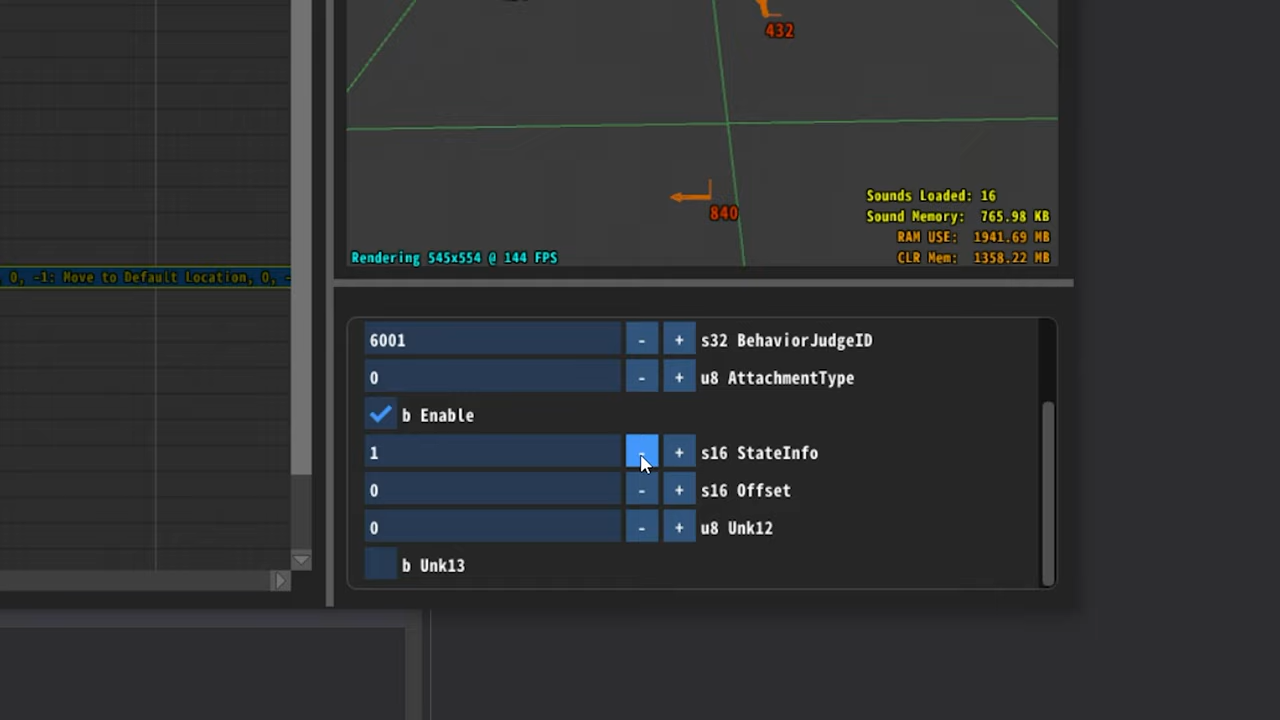 432
840
Sounds Loaded: 16
Sound Memory: 765.98 KB
RAM USE: 1941.69 MB
CLR Mem: 1358.22 MB
Rendering 545x554 @ 144 FPS
0, -1: Move to Default Location, 0, -
6001 - + s32 BehaviorJudgeID
0 - + u8 AttachmentType
b Enable
1 - + s16 StateInfo
0 - + s16 Offset
0 - + u8 Unk12
b Unk13